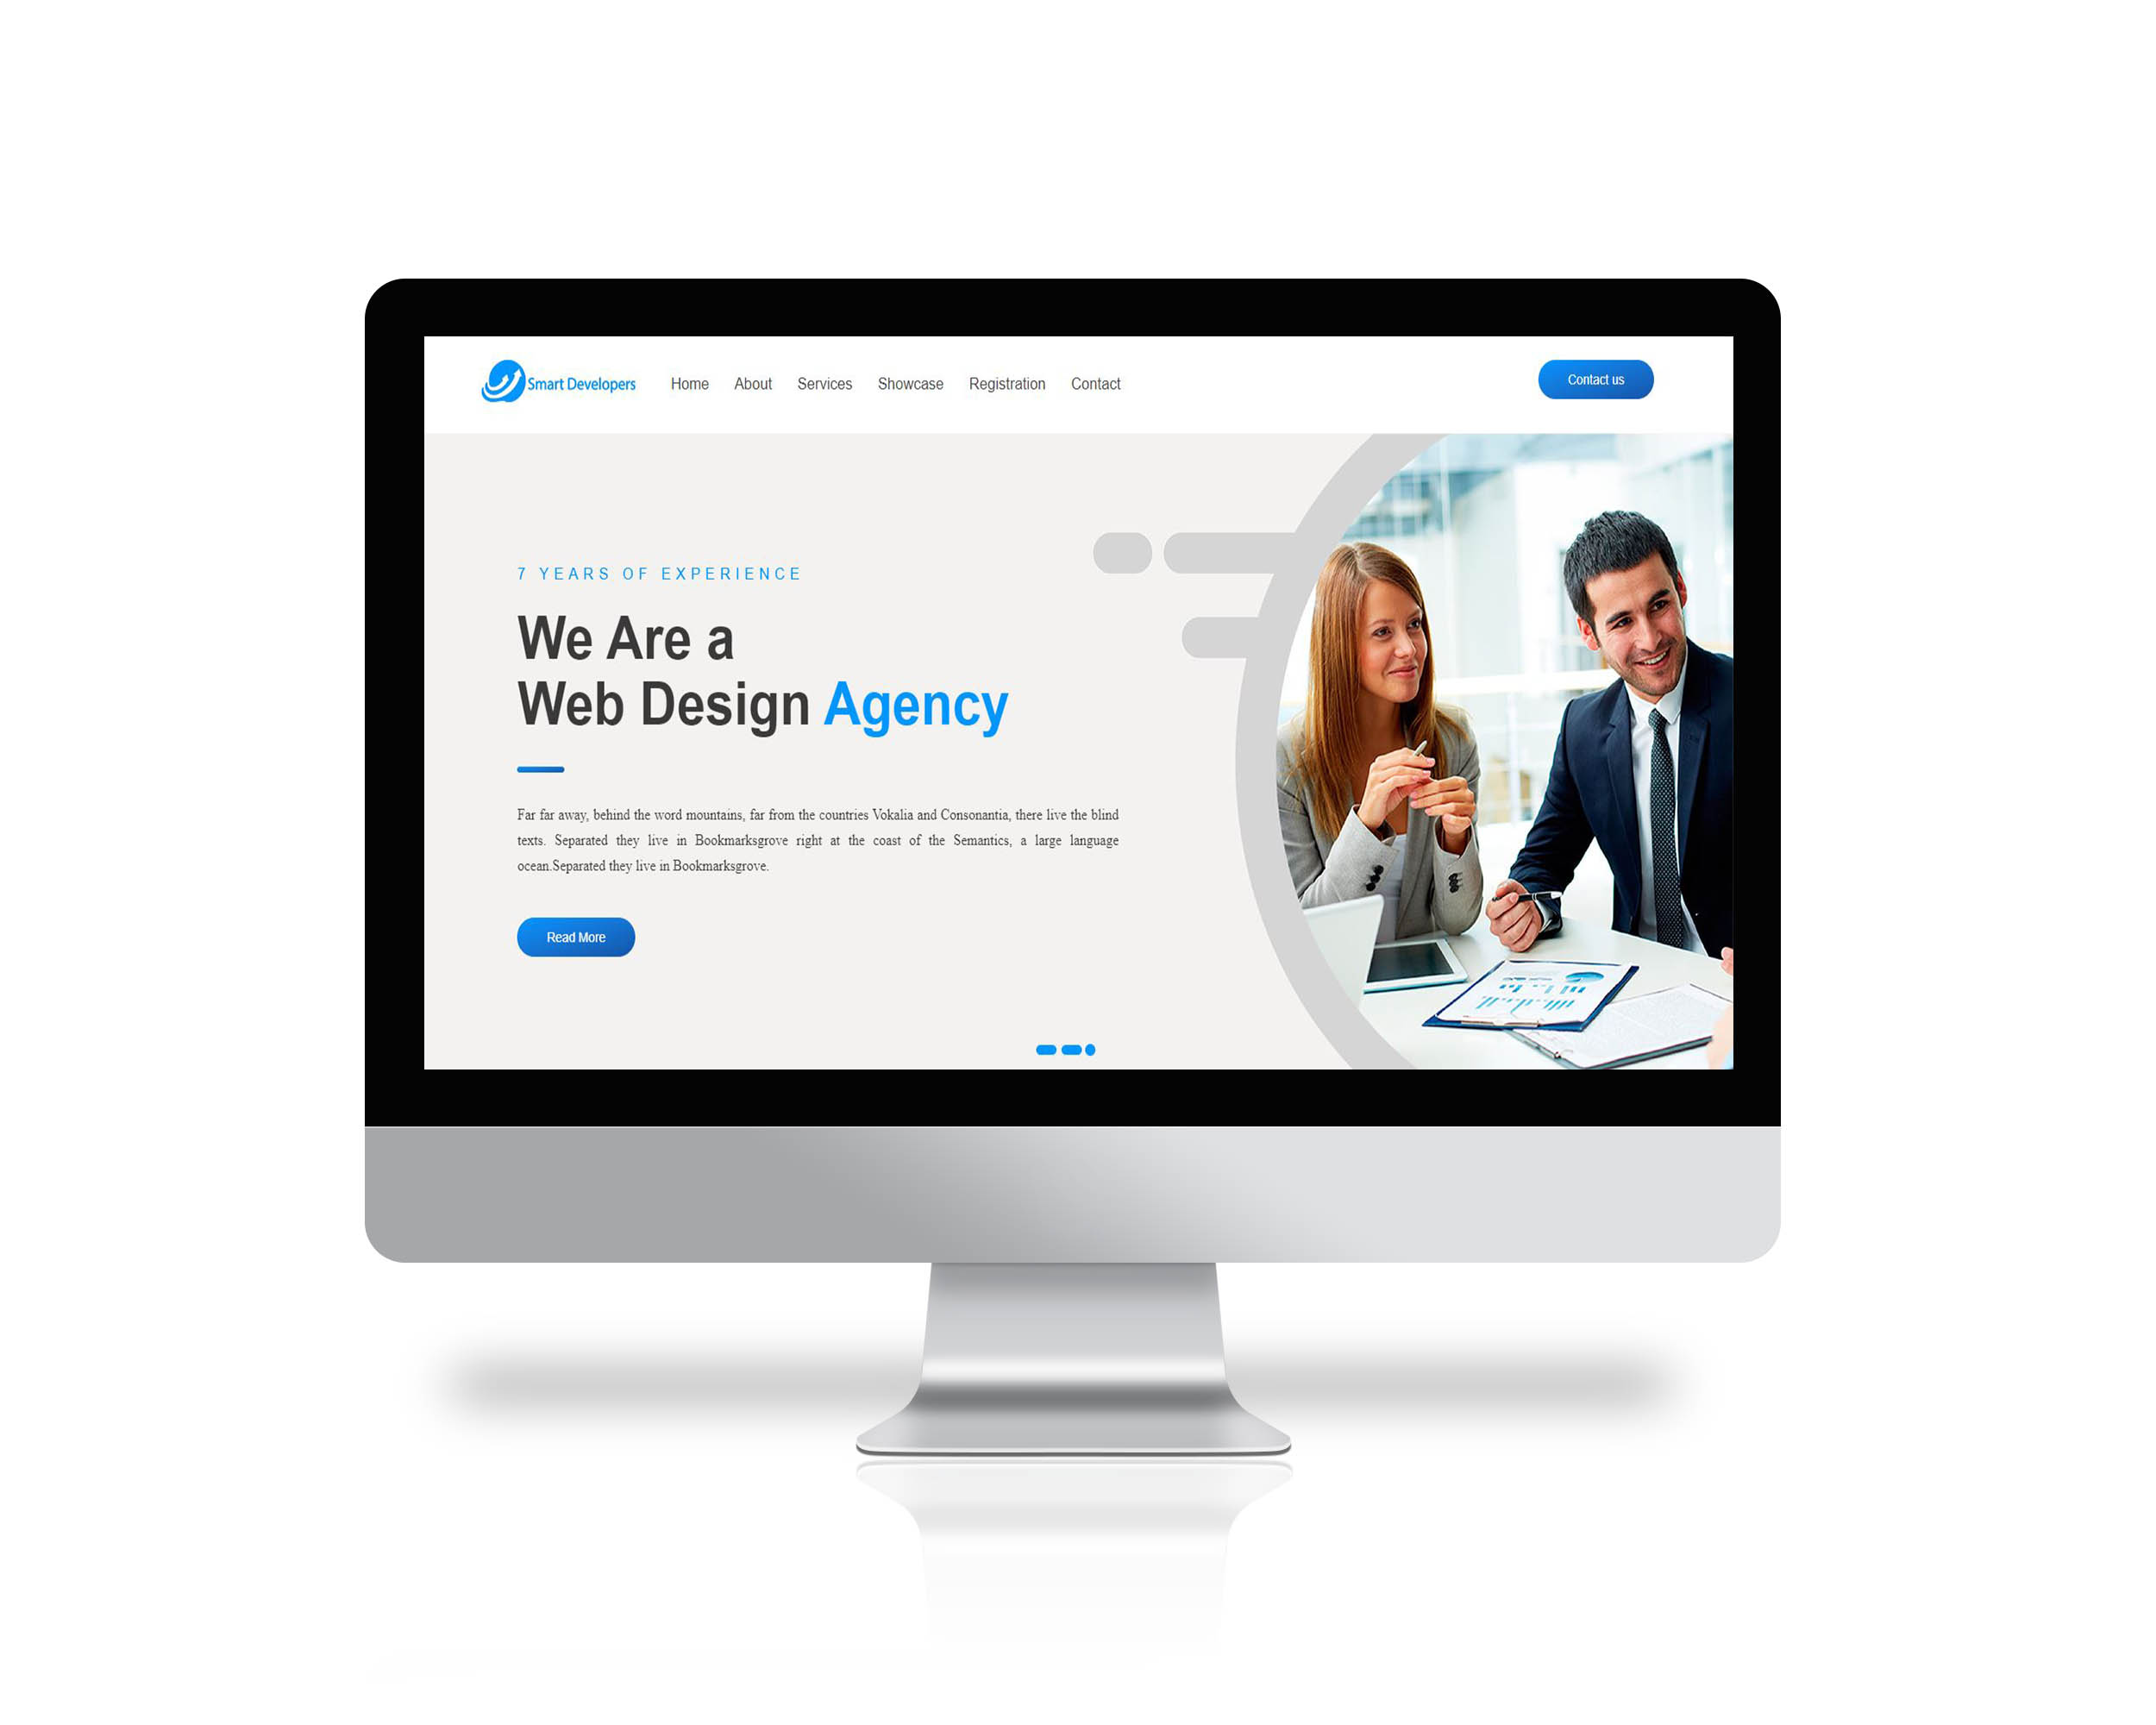 Smart Developers
Home About Services Showcase Registration Contact
Contact us
7 YEARS OF EXPERIENCE
We Are a
Web Design Agency
Far far away, behind the word mountains, far from the countries Vokalia and Consonantia, there live the blind
texts. Separated they live in Bookmarksgrove right at the coast of the Semantics, a large language
ocean.Separated they live in Bookmarksgrove.
Read More